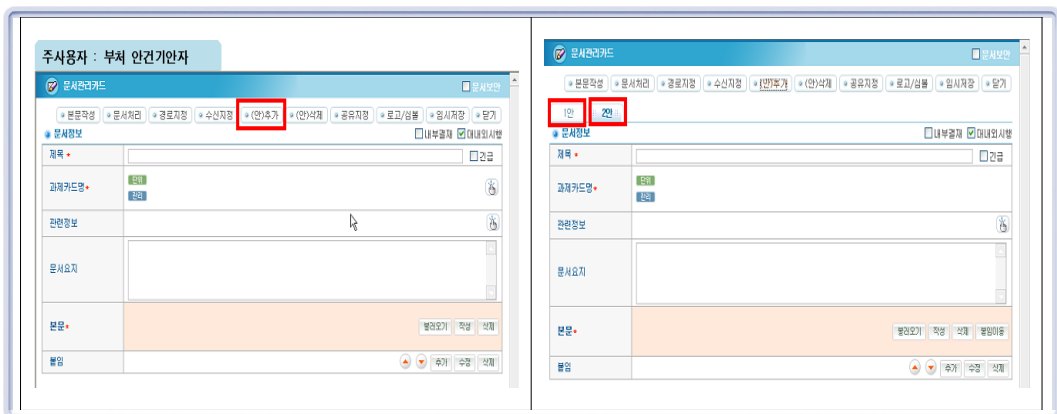 주사용자 : 부처 안건기안자
문서관리카드
문서보안
본문작성 문서처리 경로지정 수신지정 (안)추가 (안)삭제 공유지정 로고/심볼 임시저장 닫기
문서정보
내부결재 대내외시행
제목 *
긴급
과제카드명*
단위
관리
관련정보
문서요지
본문*
불러오기 작성 삭제
붙임
추가 수정 삭제
문서관리카드
문서보안
본문작성 문서처리 경로지정 수신지정 (안)추가 (안)삭제 공유지정 로고/심볼 임시저장 닫기
1안 2안
문서정보
내부결재 대내외시행
제목 *
긴급
과제카드명*
단위
관리
관련정보
문서요지
본문*
불러오기 작성 삭제 붙임이동
붙임
추가 수정 삭제